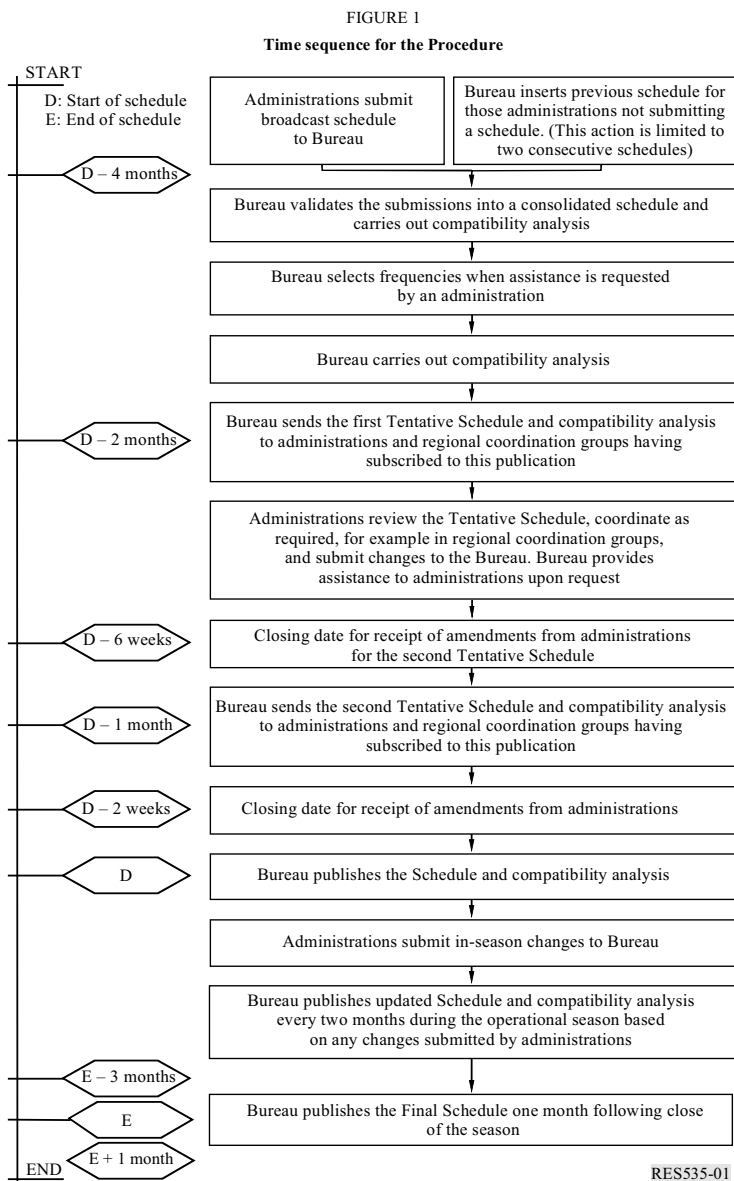 FIGURE 1
Time sequence for the Procedure
START
D: Start of schedule
E: End of schedule
Administrations submit
broadcast schedule
to Bureau
Bureau inserts previous schedule for
those administrations not submitting
a schedule. (This action is limited to
two consecutive schedules)
D – 4 months
Bureau validates the submissions into a consolidated schedule and
carries out compatibility analysis
Bureau selects frequencies when assistance is requested
by an administration
Bureau carries out compatibility analysis
D – 2 months
Bureau sends the first Tentative Schedule and compatibility analysis
to administrations and regional coordination groups having
subscribed to this publication
Administrations review the Tentative Schedule, coordinate as
required, for example in regional coordination groups,
and submit changes to the Bureau. Bureau provides
assistance to administrations upon request
D – 6 weeks
Closing date for receipt of amendments from administrations
for the second Tentative Schedule
D – 1 month
Bureau sends the second Tentative Schedule and compatibility analysis
to administrations and regional coordination groups having
subscribed to this publication
D – 2 weeks
Closing date for receipt of amendments from administrations
D
Bureau publishes the Schedule and compatibility analysis
Administrations submit in-season changes to Bureau
Bureau publishes updated Schedule and compatibility analysis
every two months during the operational season based
on any changes submitted by administrations
E – 3 months
E
Bureau publishes the Final Schedule one month following close
of the season
E + 1 month
END
RES535-01